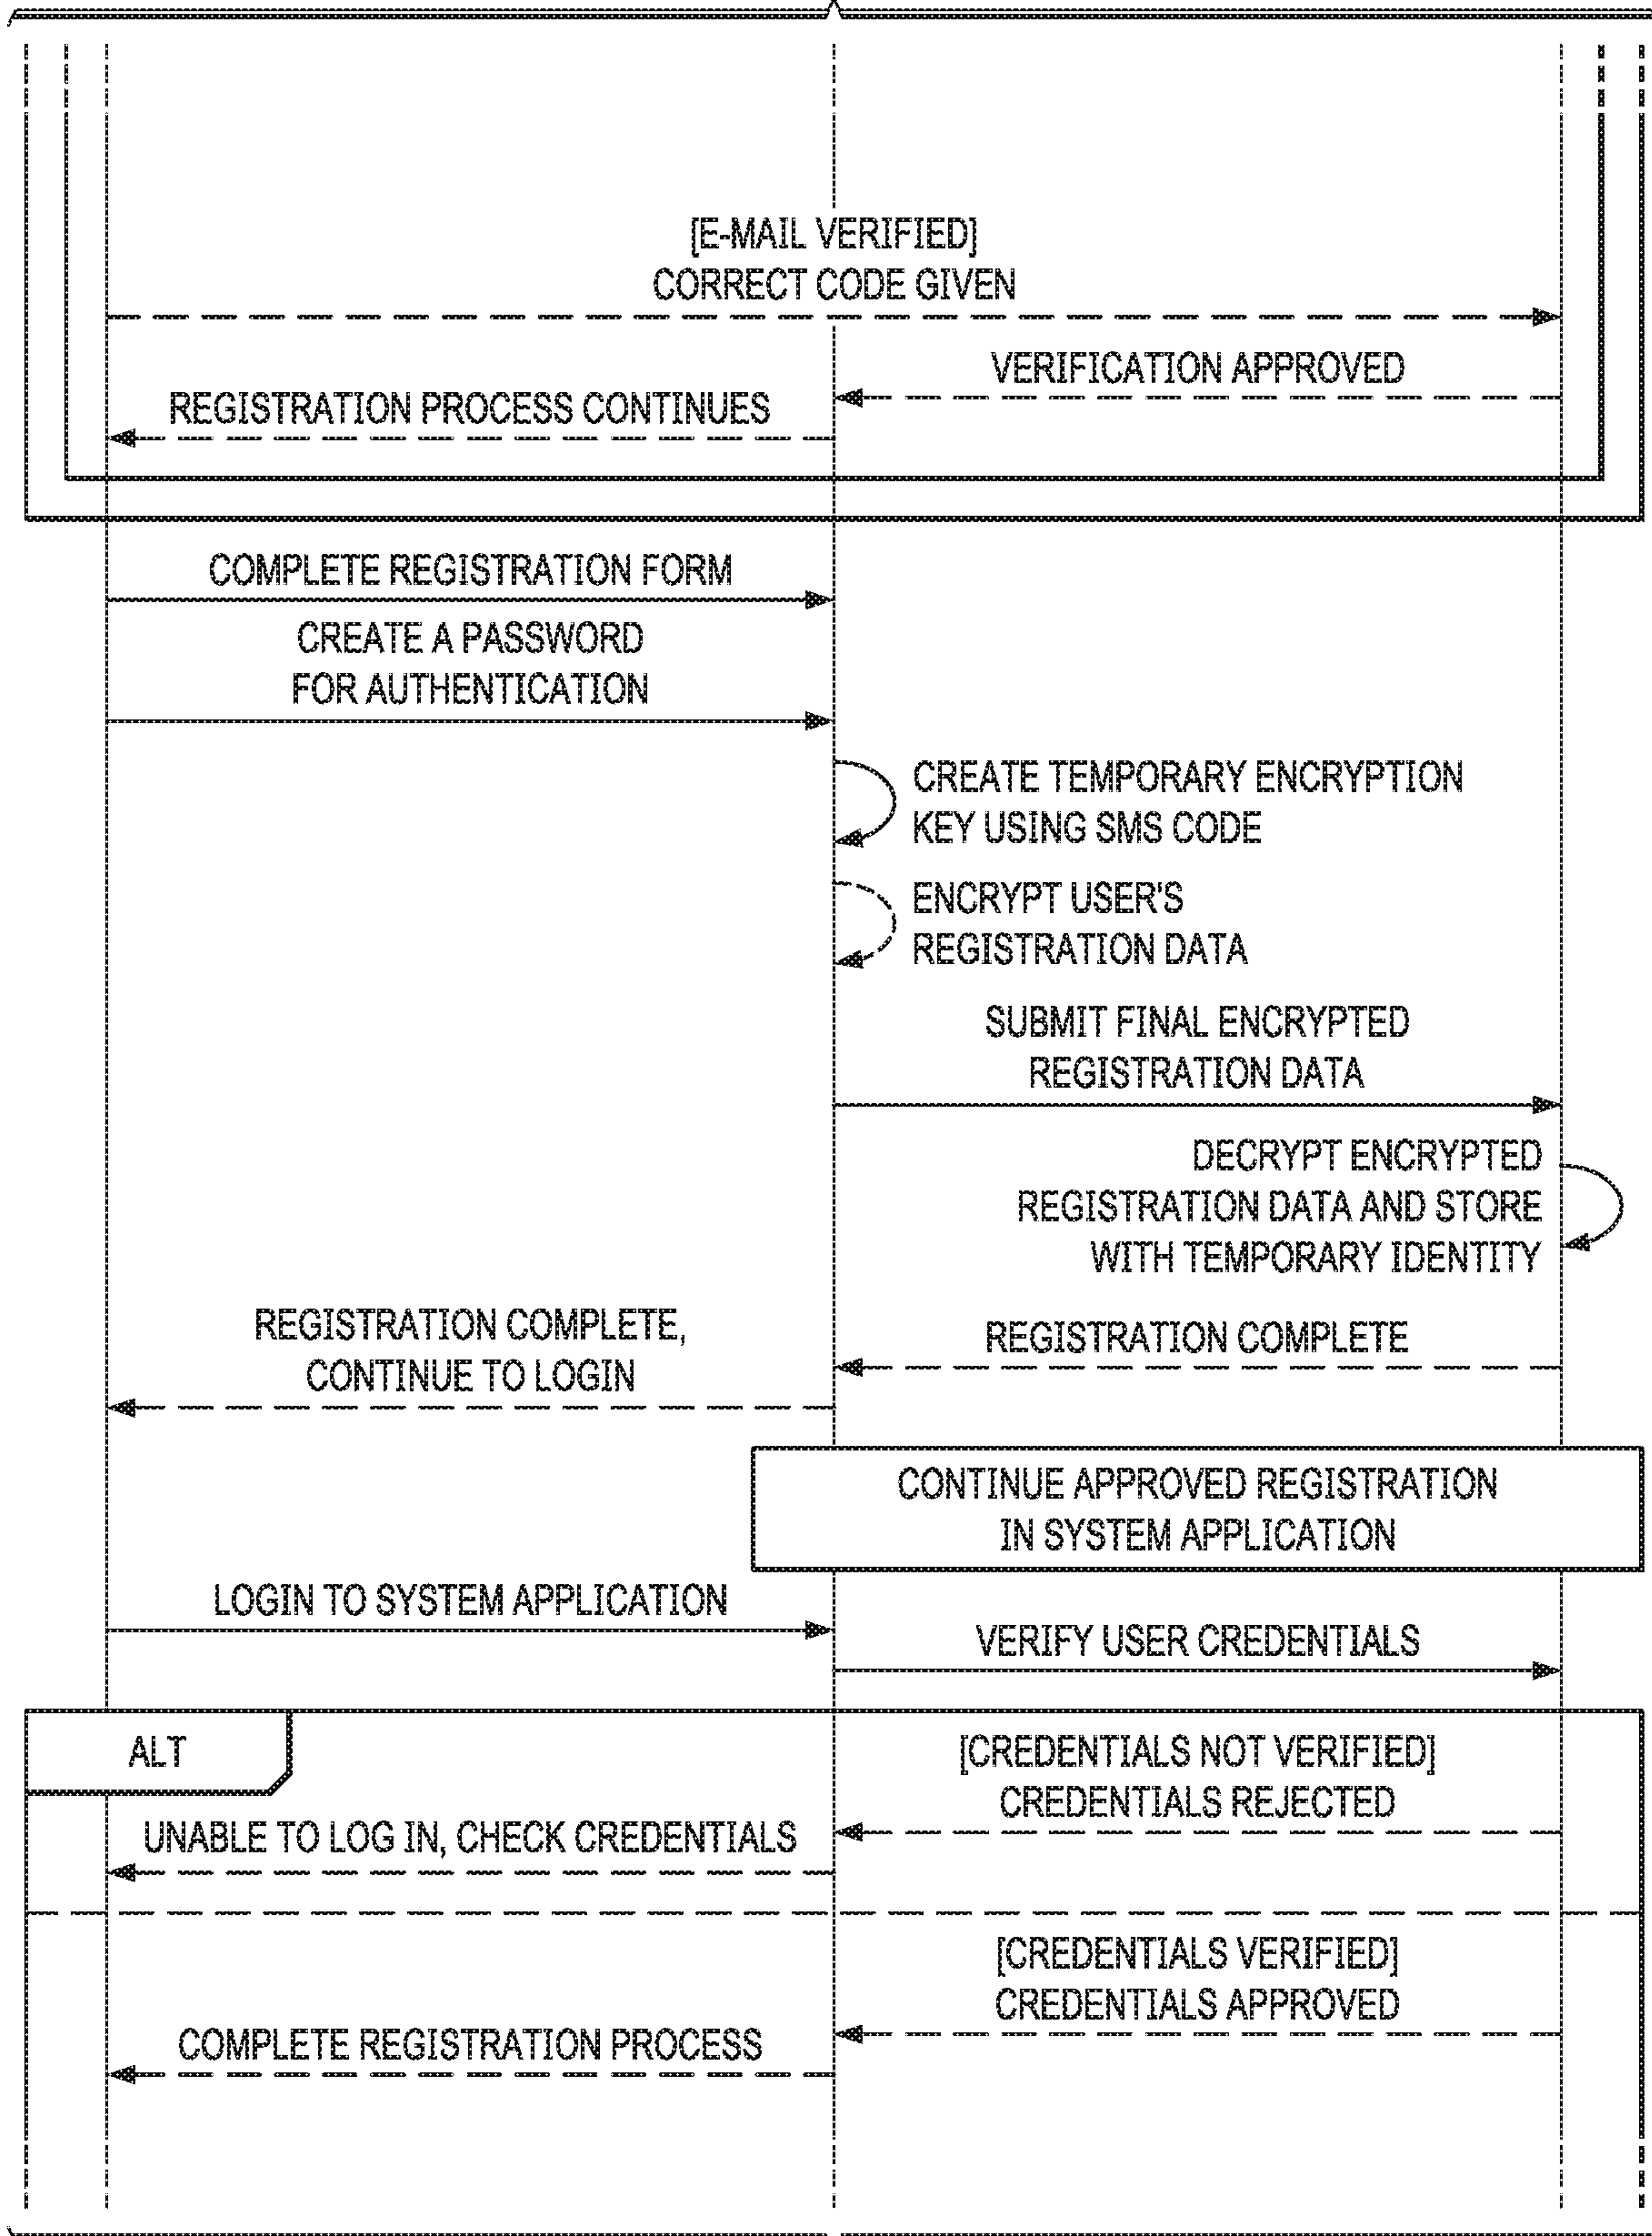 [E-MAIL VERIFIED]
CORRECT CODE GIVEN
VERIFICATION APPROVED
REGISTRATION PROCESS CONTINUES
COMPLETE REGISTRATION FORM
CREATE A PASSWORD
FOR AUTHENTICATION
CREATE TEMPORARY ENCRYPTION
KEY USING SMS CODE
ENCRYPT USER'S
REGISTRATION DATA
SUBMIT FINAL ENCRYPTED
REGISTRATION DATA
DECRYPT ENCRYPTED
REGISTRATION DATA AND STORE
WITH TEMPORARY IDENTITY
REGISTRATION COMPLETE
REGISTRATION COMPLETE,
CONTINUE TO LOGIN
CONTINUE APPROVED REGISTRATION
IN SYSTEM APPLICATION
LOGIN TO SYSTEM APPLICATION
VERIFY USER CREDENTIALS
ALT
[CREDENTIALS NOT VERIFIED]
CREDENTIALS REJECTED
UNABLE TO LOG IN, CHECK CREDENTIALS
[CREDENTIALS VERIFIED]
CREDENTIALS APPROVED
COMPLETE REGISTRATION PROCESS